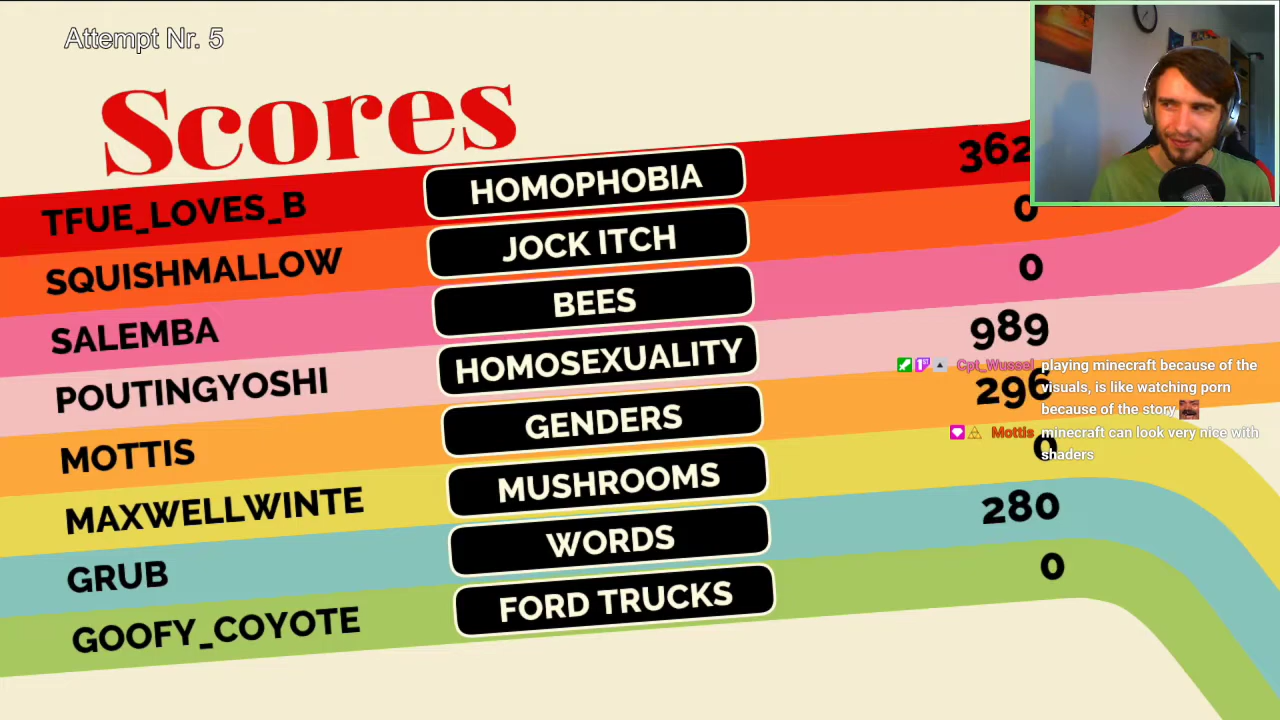 Attempt Nr. 5
Scores
TFUE_LOVES_B HOMOPHOBIA 362
SQUISHMALLOW JOCK ITCH 0
SALEMBA BEES 0
POUTINGYOSHI HOMOSEXUALITY 989
MOTTIS GENDERS 296
MAXWELLWINTE MUSHROOMS 0
GRUB WORDS 280
GOOFY_COYOTE FORD TRUCKS 0
Cpt_Wussel playing minecraft because of the
visuals, is like watching porn
because of the story
Mottis minecraft can look very nice with
shaders